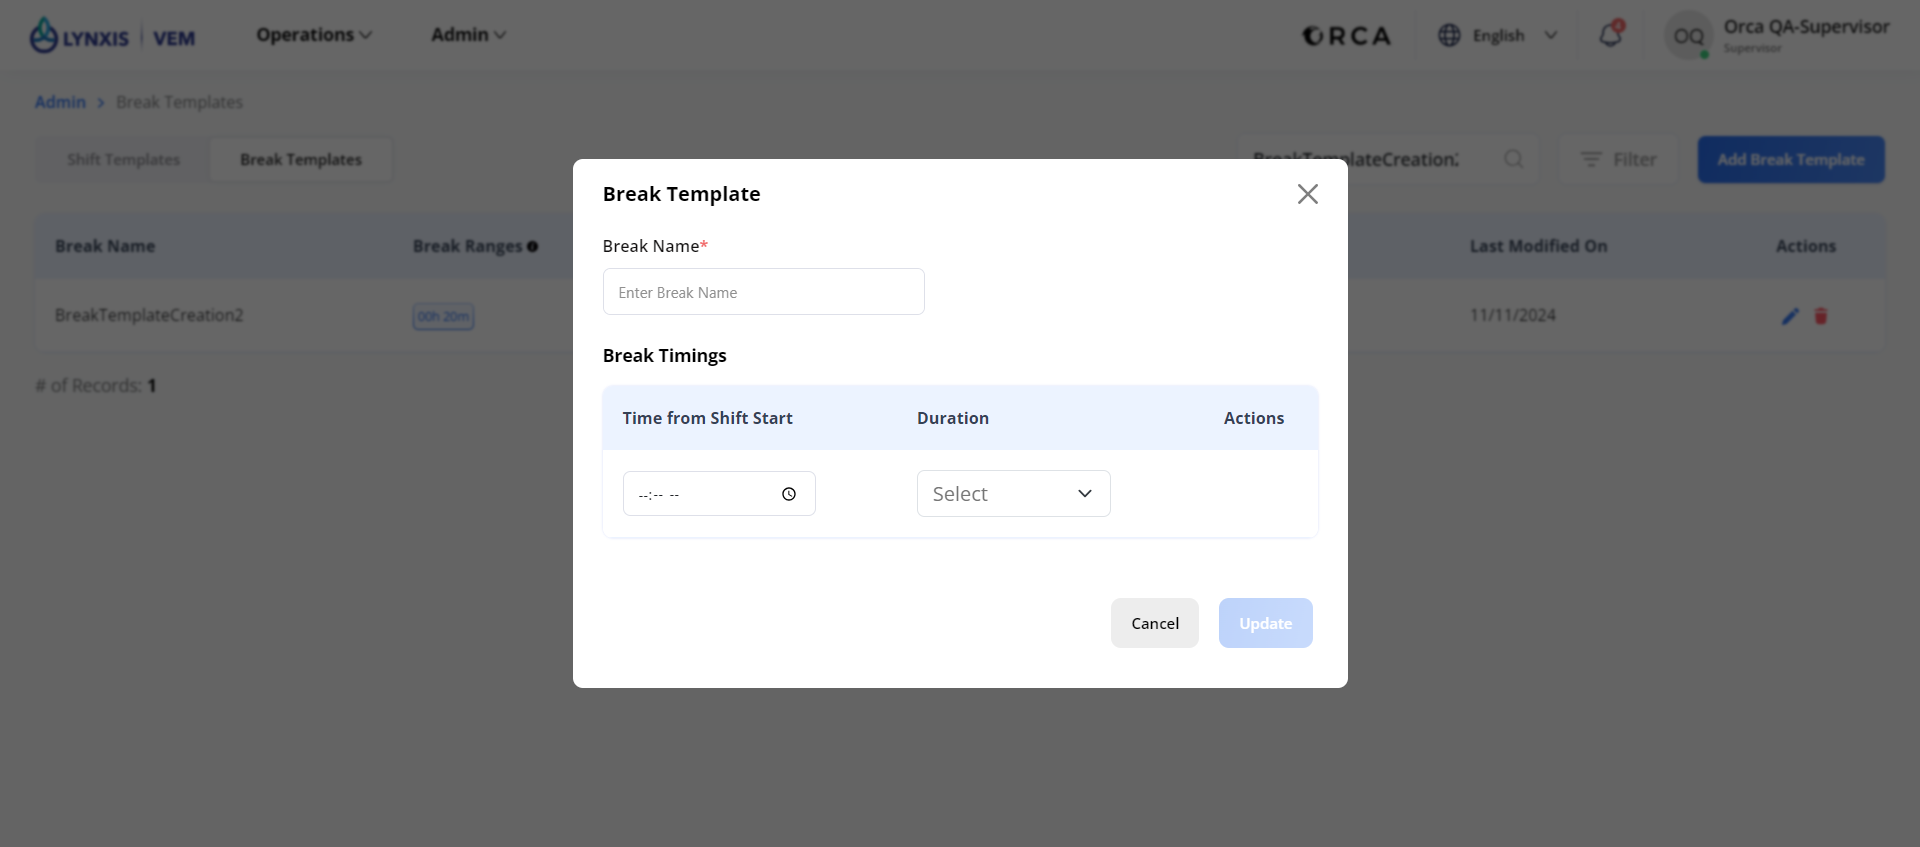 LYNXIS | VEM
Operations
Admin
ORCA
English
4
OQ
Orca QA-Supervisor
Supervisor
Admin > Break Templates
Shift Templates
Break Templates
Filter
Add Break Template
Break Name
Break Ranges
Last Modified On
Actions
BreakTemplateCreation2
00h 20m
11/11/2024
# of Records: 1
Break Template
Break Name*
Enter Break Name
Break Timings
Time from Shift Start
Duration
Actions
--:-- --
Select
Cancel
Update